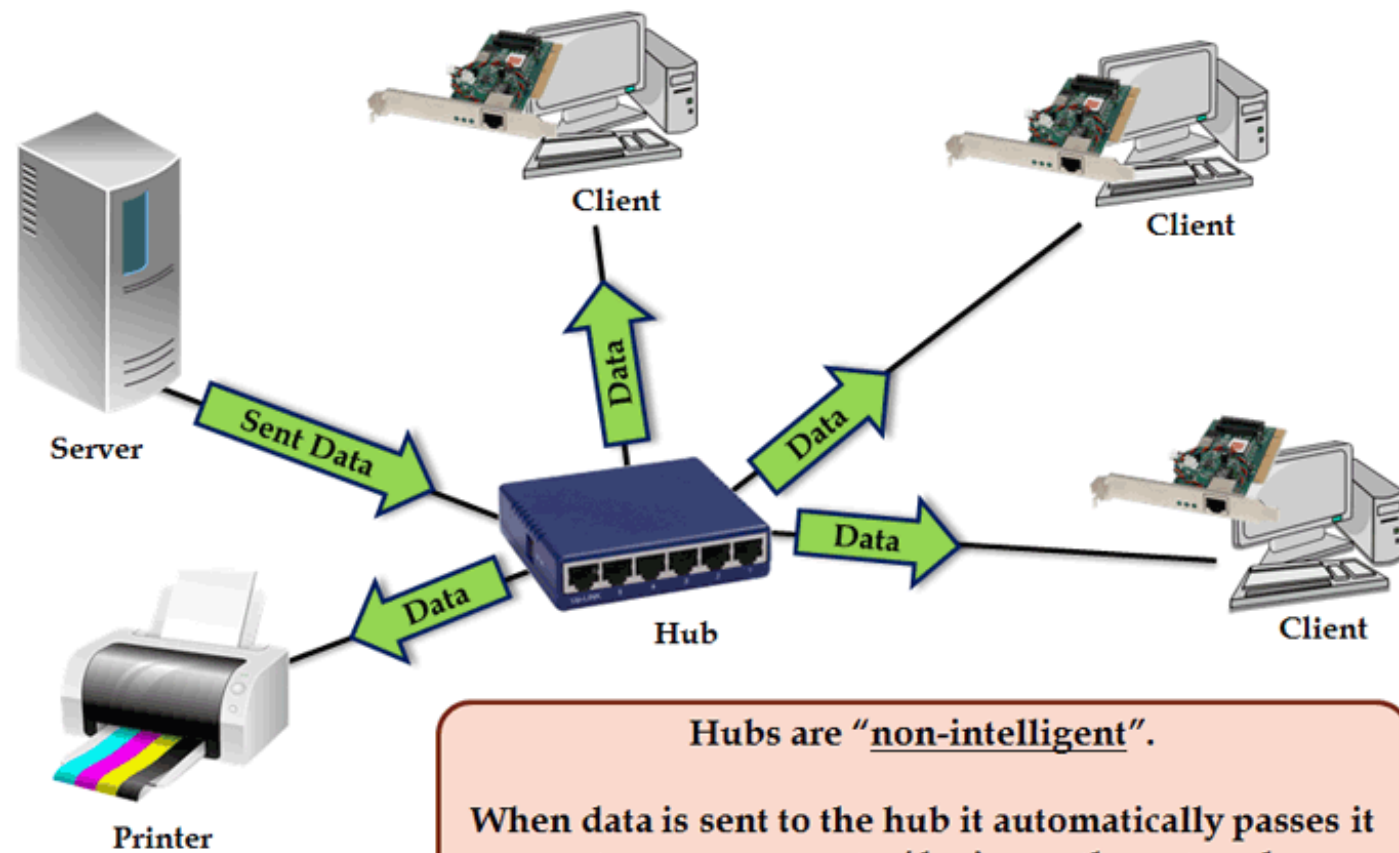 Client
Client
Server
Sent Data
Data
Data
Data
Data
Hub
Client
Printer
Hubs are “non-intelligent”.
When data is sent to the hub it automatically passes it